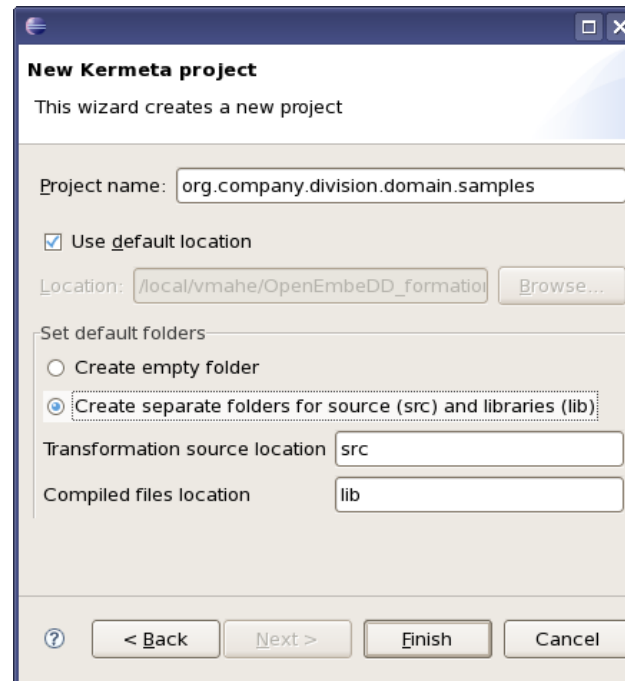 New Kermeta project
This wizard creates a new project
Project name: org.company.division.domain.samples
Use default location
Location: /local/vmahe/OpenEmbeDD_formation Browse...
Set default folders
Create empty folder
Create separate folders for source (src) and libraries (lib)
Transformation source location src
Compiled files location lib
< Back Next > Finish Cancel